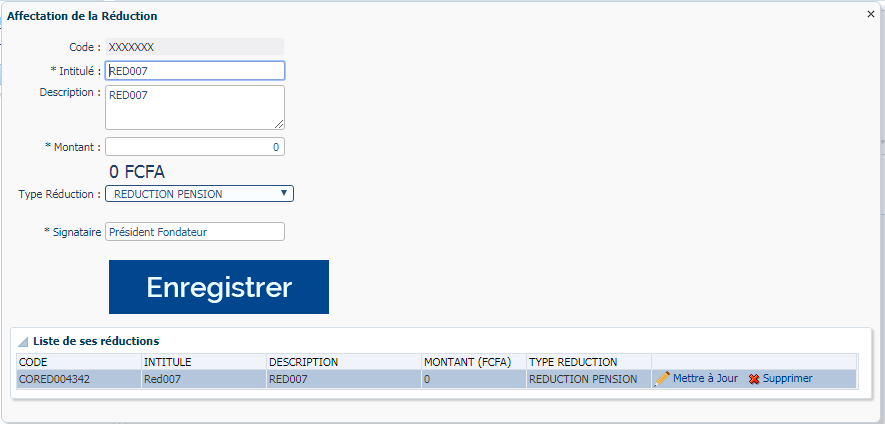 Affectation de la Réduction
Code : XXXXXXX
* Intitulé : RED007
Description : RED007
* Montant : 0
0 FCFA
Type Réduction : REDUCTION PENSION
* Signataire Président Fondateur
Enregistrer
Liste de ses réductions
CODE INTITULE DESCRIPTION MONTANT (FCFA) TYPE REDUCTION
CORED004342 Red007 RED007 0 REDUCTION PENSION Mettre à Jour Supprimer